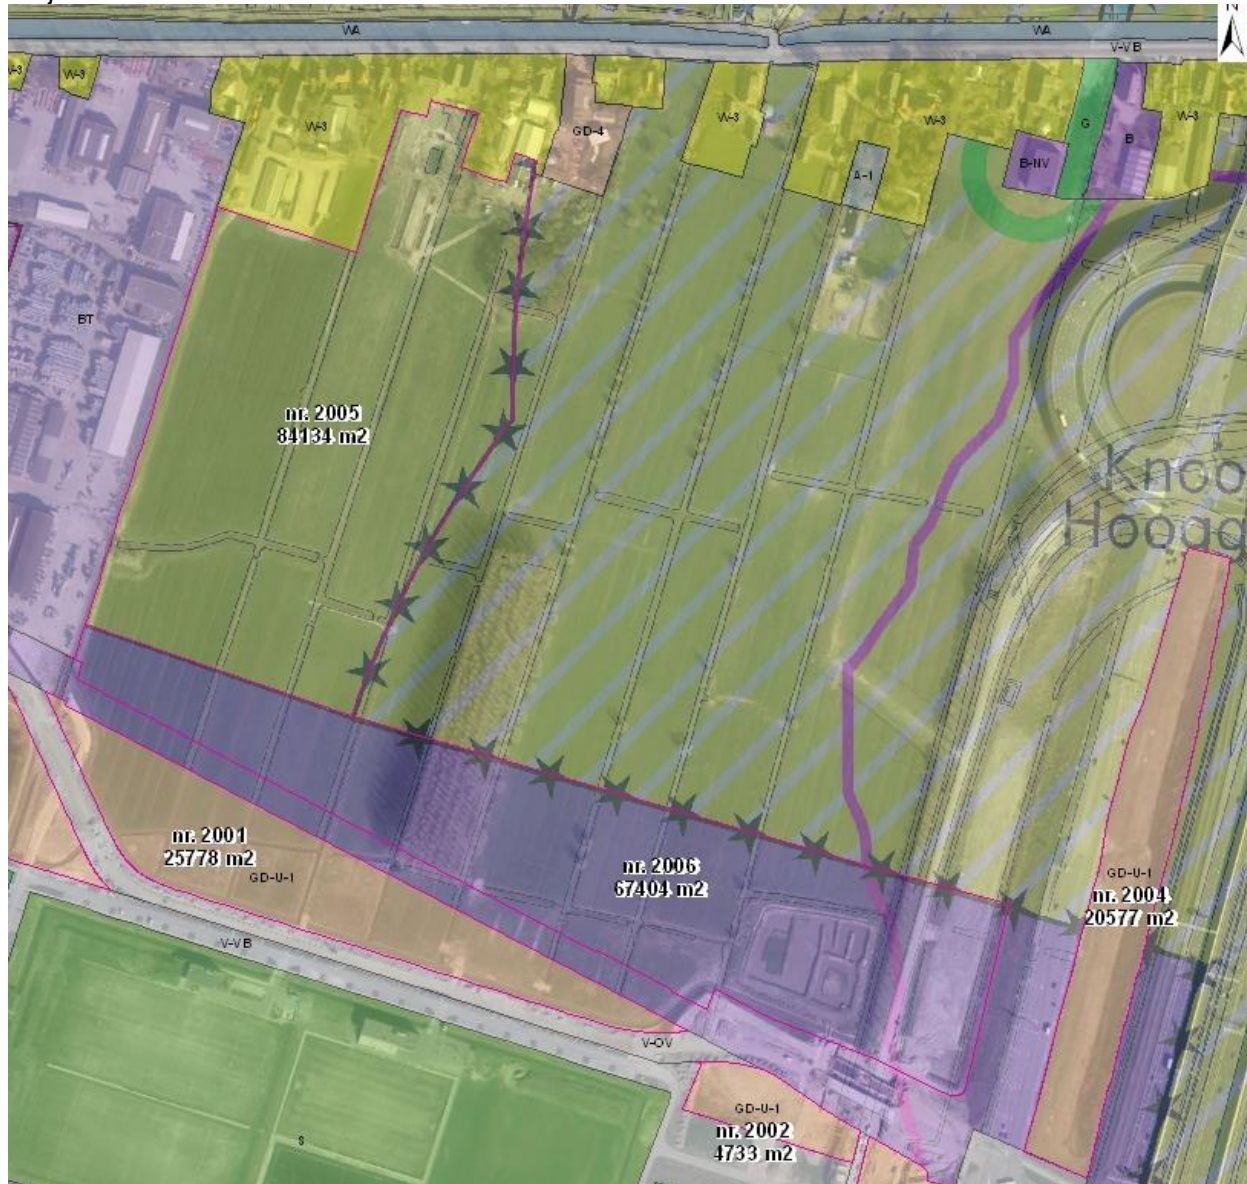 N
WA
WA
V-VB
W-3
W-3
W-3
GD-4
W-3
W-3
G
B
W-3
B-NV
A-1
BT
nr. 2005
84134 m2
Knoo
Hoogg
nr. 2001
25778 m2
GD-U-1
nr. 2006
67404 m2
GD-U-1
nr. 2004
20577 m2
V-VB
V-OV
S
GD-U-1
nr. 2002
4733 m2